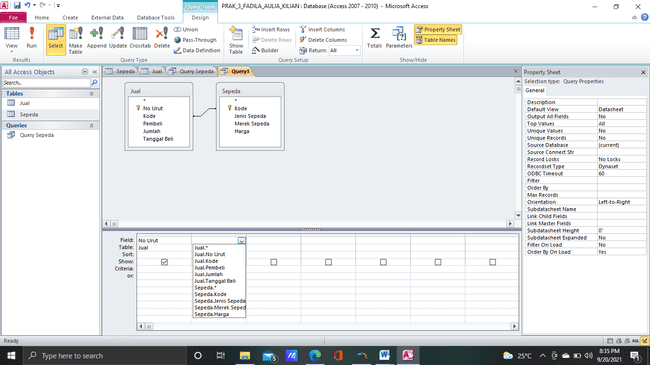 Query Tools
PRAK_3_FADILA_AULIA_KILIAN : Database (Access 2007 - 2010) - Microsoft Access
File Home Create External Data Database Tools Design
View Run Select Make Table Append Update Crosstab Delete
Union
Pass-Through
Data Definition
Show Table
Insert Rows
Delete Rows
Builder
Insert Columns
Delete Columns
Return: All
Totals Parameters
Property Sheet
Table Names
Results Query Type Query Setup Show/Hide
All Access Objects
Search...
Tables
Jual
Sepeda
Queries
Query Sepeda
Sepeda Jual Query Sepeda Query1
Jual
*
No Urut
Kode
Pembeli
Jumlah
Tanggal Beli
Sepeda
*
Kode
Jenis Sepeda
Merek Sepeda
Harga
Field: No Urut
Table: Jual
Sort:
Show:
Criteria:
or:
Jual.*
Jual.No Urut
Jual.Kode
Jual.Pembeli
Jual.Jumlah
Jual.Tanggal Beli
Sepeda.*
Sepeda.Kode
Sepeda.Jenis Sepeda
Sepeda.Merek Seped
Sepeda.Harga
Property Sheet
Selection type: Query Properties
General
Description
Default View Datasheet
Output All Fields No
Top Values All
Unique Values No
Unique Records No
Source Database (current)
Source Connect Str
Record Locks No Locks
Recordset Type Dynaset
ODBC Timeout 60
Filter
Order By
Max Records
Orientation Left-to-Right
Subdatasheet Name
Link Child Fields
Link Master Fields
Subdatasheet Height 0"
Subdatasheet Expanded No
Filter On Load No
Order By On Load Yes
Ready
Type here to search
25°C
8:35 PM
9/20/2021